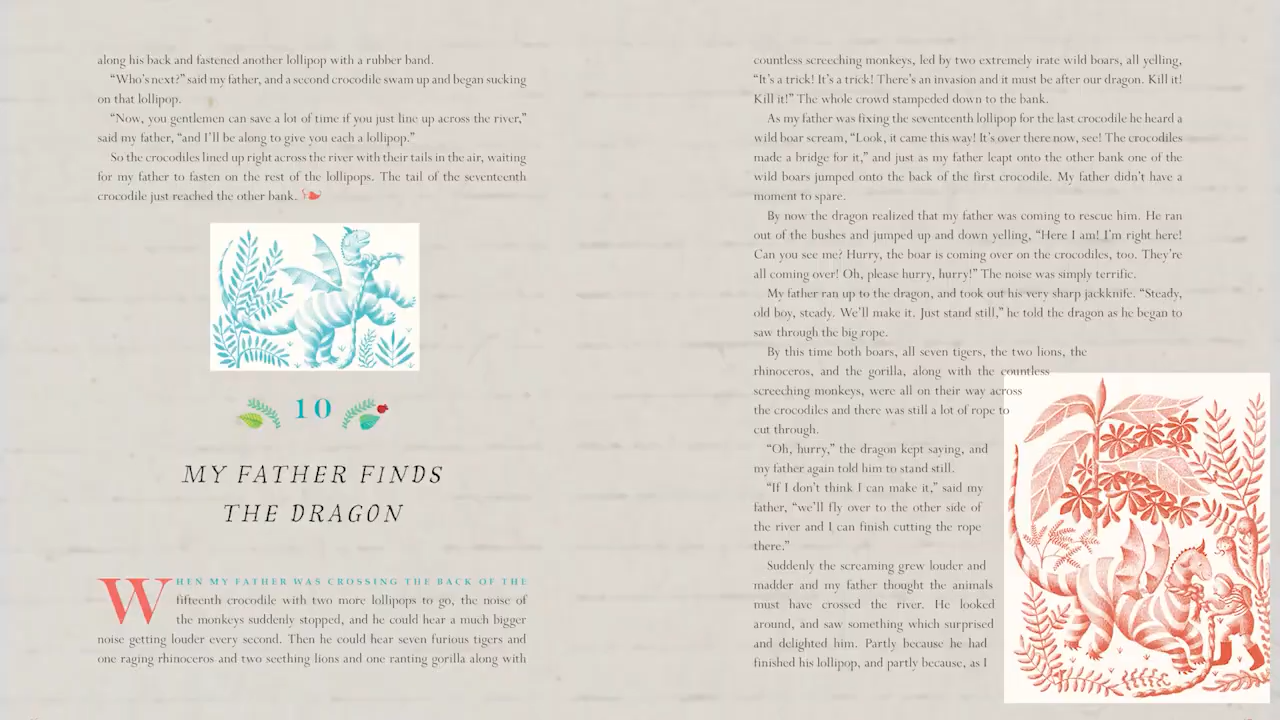 along his back and fastened another lollipop with a rubber band.
“Who’s next?” said my father, and a second crocodile swam up and began sucking
on that lollipop.
“Now, you gentlemen can save a lot of time if you just line up across the river,”
said my father, “and I’ll be along to give you each a lollipop.”
So the crocodiles lined up right across the river with their tails in the air, waiting
for my father to fasten on the rest of the lollipops. The tail of the seventeenth
crocodile just reached the other bank.
10
MY FATHER FINDS
THE DRAGON
WHEN MY FATHER WAS CROSSING THE BACK OF THE
fifteenth crocodile with two more lollipops to go, the noise of
the monkeys suddenly stopped, and he could hear a much bigger
noise getting louder every second. Then he could hear seven furious tigers and
one raging rhinoceros and two seething lions and one ranting gorilla along with
countless screeching monkeys, led by two extremely irate wild boars, all yelling,
“It’s a trick! It’s a trick! There’s an invasion and it must be after our dragon. Kill it!
Kill it!” The whole crowd stampeded down to the bank.
As my father was fixing the seventeenth lollipop for the last crocodile he heard a
wild boar scream, “Look, it came this way! It’s over there now, see! The crocodiles
made a bridge for it,” and just as my father leapt onto the other bank one of the
wild boars jumped onto the back of the first crocodile. My father didn’t have a
moment to spare.
By now the dragon realized that my father was coming to rescue him. He ran
out of the bushes and jumped up and down yelling, “Here I am! I’m right here!
Can you see me? Hurry, the boar is coming over on the crocodiles, too. They’re
all coming over! Oh, please hurry, hurry!” The noise was simply terrific.
My father ran up to the dragon, and took out his very sharp jackknife. “Steady,
old boy, steady. We’ll make it. Just stand still,” he told the dragon as he began to
saw through the big rope.
By this time both boars, all seven tigers, the two lions, the
rhinoceros, and the gorilla, along with the countless
screeching monkeys, were all on their way across
the crocodiles and there was still a lot of rope to
cut through.
“Oh, hurry,” the dragon kept saying, and
my father again told him to stand still.
“If I don’t think I can make it,” said my
father, “we’ll fly over to the other side of
the river and I can finish cutting the rope
there.”
Suddenly the screaming grew louder and
madder and my father thought the animals
must have crossed the river. He looked
around, and saw something which surprised
and delighted him. Partly because he had
finished his lollipop, and partly because, as I